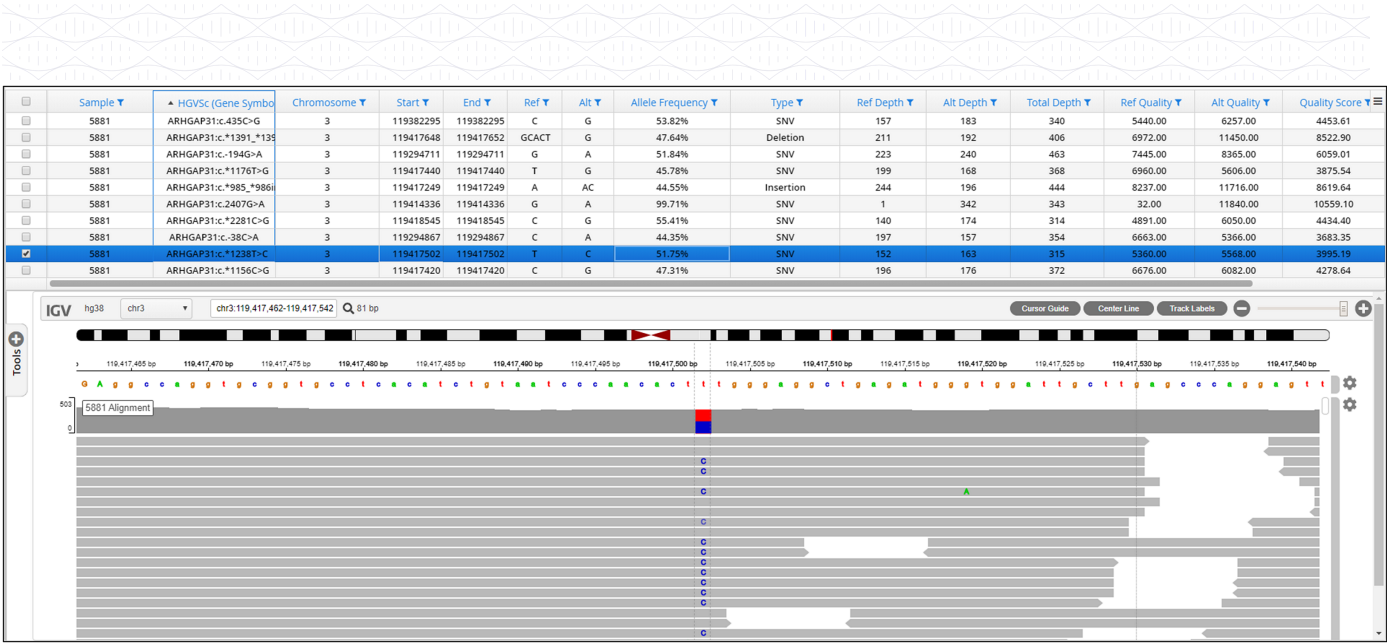 Sample HGVSc (Gene Symbo Chromosome Start End Ref Alt Allele Frequency Type Ref Depth Alt Depth Total Depth Ref Quality Alt Quality Quality Score
5881 ARHGAP31:c.435C>G 3 119382295 119382295 C G 53.82% SNV 157 183 340 5440.00 6257.00 4453.61
5881 ARHGAP31:c.*1391_*139 3 119417648 119417652 GCACT G 47.64% Deletion 211 192 406 6972.00 11450.00 8522.90
5881 ARHGAP31:c.-194G>A 3 119294711 119294711 G A 51.84% SNV 223 240 463 7445.00 8365.00 6059.01
5881 ARHGAP31:c.*1176T>G 3 119417440 119417440 T G 45.78% SNV 199 168 368 6960.00 5606.00 3875.54
5881 ARHGAP31:c.*985_*986i 3 119417249 119417249 A AC 44.55% Insertion 244 196 444 8237.00 11716.00 8619.64
5881 ARHGAP31:c.2407G>A 3 119414336 119414336 G A 99.71% SNV 1 342 343 32.00 11840.00 10559.10
5881 ARHGAP31:c.*2281C>G 3 119418545 119418545 C G 55.41% SNV 140 174 314 4891.00 6050.00 4434.40
5881 ARHGAP31:c.-38C>A 3 119294867 119294867 C A 44.35% SNV 197 157 354 6663.00 5366.00 3683.35
5881 ARHGAP31:c.*1238T>C 3 119417502 119417502 T C 51.75% SNV 152 163 315 5360.00 5568.00 3995.19
5881 ARHGAP31:c.*1156C>G 3 119417420 119417420 C G 47.31% SNV 196 176 372 6676.00 6082.00 4278.64
IGV hg38 chr3 chr3:119,417,462-119,417,542 81 bp Cursor Guide Center Line Track Labels
Tools
119,417,465 bp 119,417,470 bp 119,417,475 bp 119,417,480 bp 119,417,485 bp 119,417,490 bp 119,417,495 bp 119,417,500 bp 119,417,505 bp 119,417,510 bp 119,417,515 bp 119,417,520 bp 119,417,525 bp 119,417,530 bp 119,417,535 bp 119,417,540 bp
G A g g c c a g g t g c g g t g c c t c a c a t c t g t a a t c c c a a c a c t t t g g g a g g c t g a g a t g g g t g g a t t g c t t g a g c c c a g g a g t t
503
5881 Alignment
0
C
C
C A
C
C
C
C
C
C
C
C
C